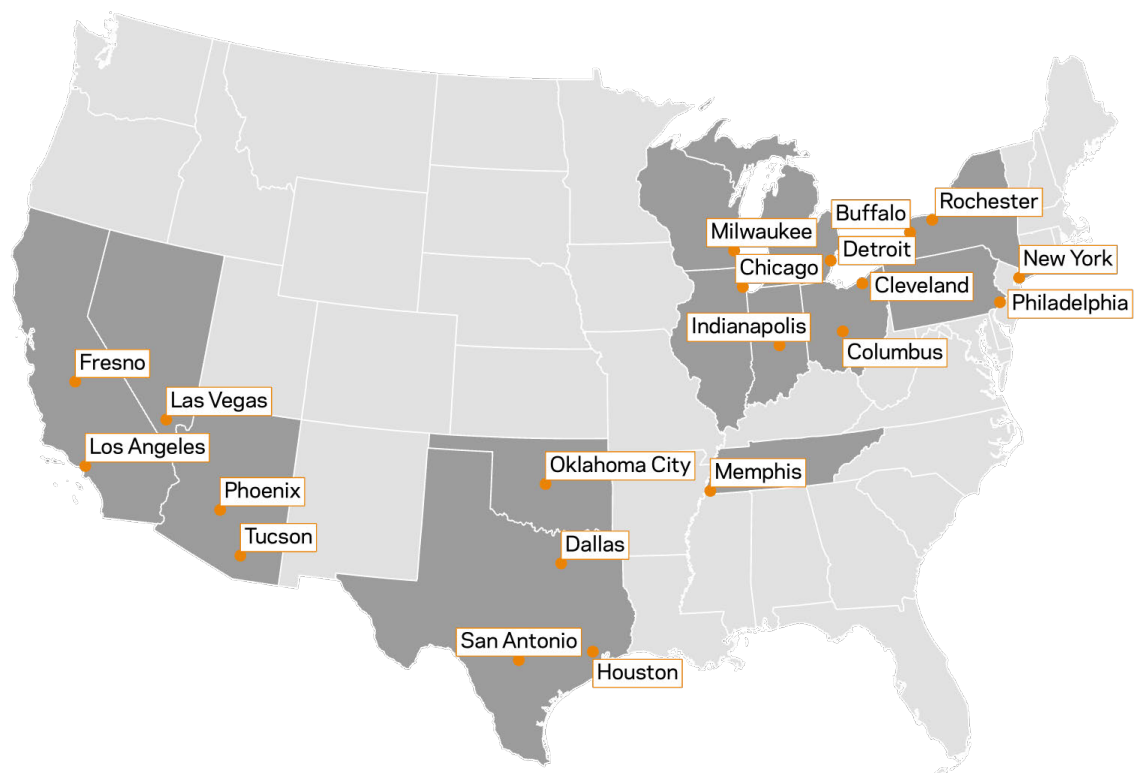 Rochester
Buffalo
Milwaukee
Detroit
New York
Chicago
Cleveland
Philadelphia
Indianapolis
Columbus
Fresno
Las Vegas
Los Angeles
Oklahoma City
Memphis
Phoenix
Tucson
Dallas
San Antonio
Houston